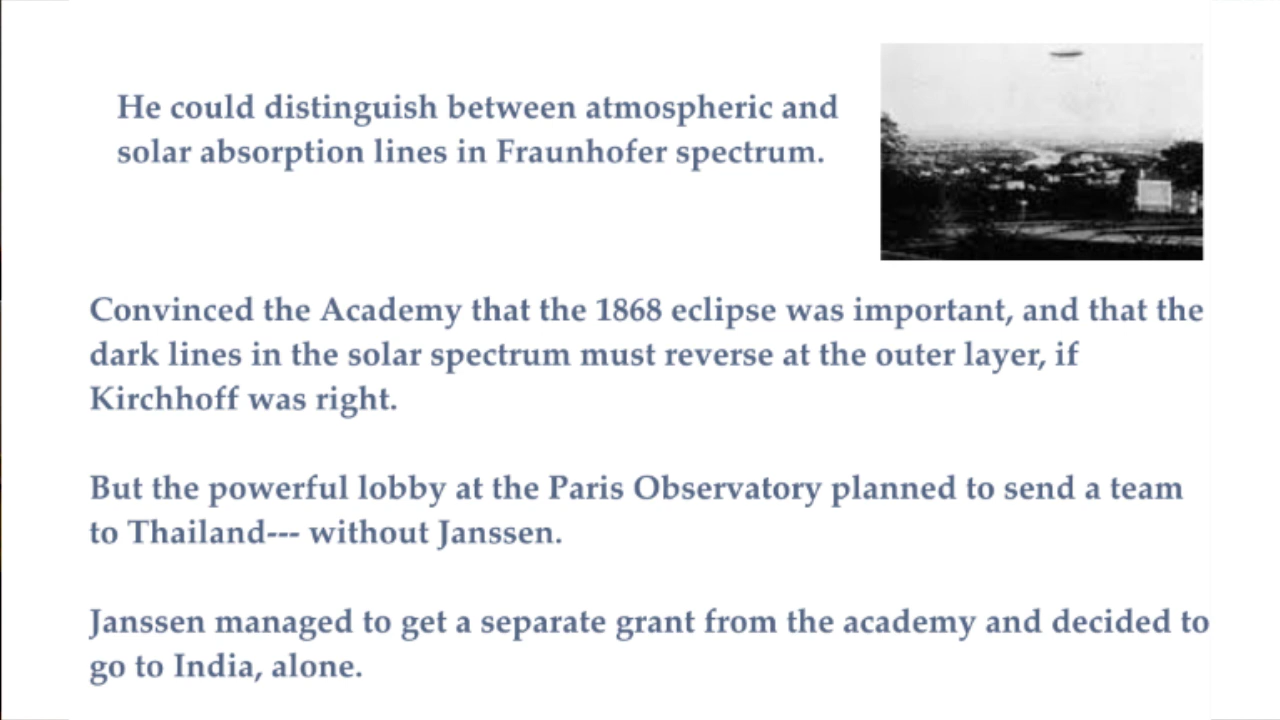 He could distinguish between atmospheric and
solar absorption lines in Fraunhofer spectrum.
Convinced the Academy that the 1868 eclipse was important, and that the
dark lines in the solar spectrum must reverse at the outer layer, if
Kirchhoff was right.
But the powerful lobby at the Paris Observatory planned to send a team
to Thailand--- without Janssen.
Janssen managed to get a separate grant from the academy and decided to
go to India, alone.